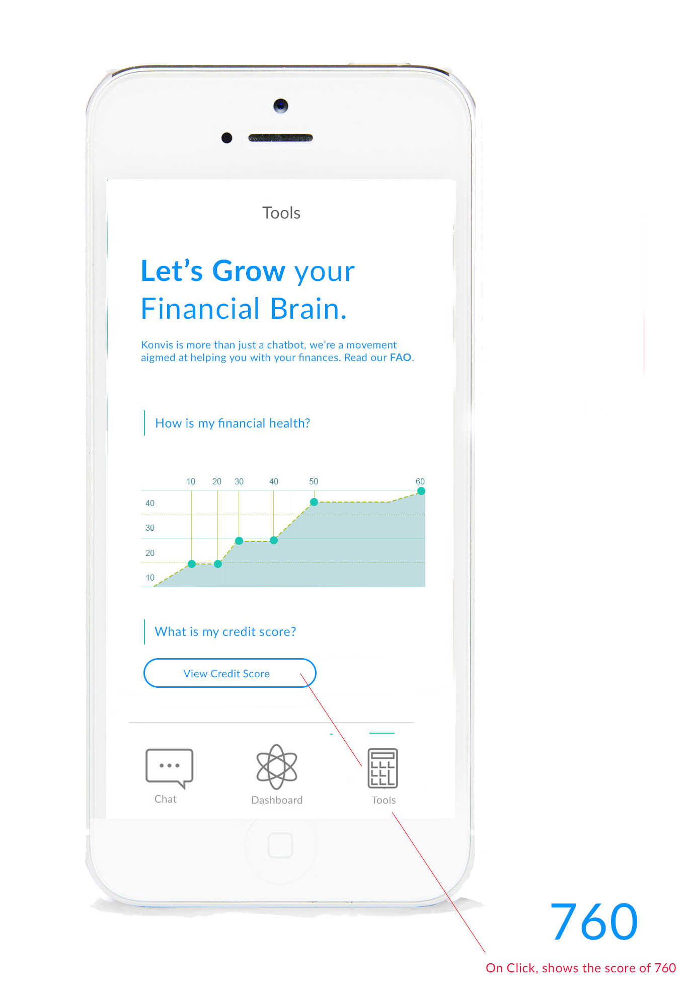 Tools
Let’s Grow your
Financial Brain.
Konvis is more than just a chatbot, we’re a movement
aigmed at helping you with your finances. Read our FAO.
How is my financial health?
10 20 30 40 50 60
40
30
20
10
What is my credit score?
View Credit Score
Chat Dashboard Tools
760
On Click, shows the score of 760